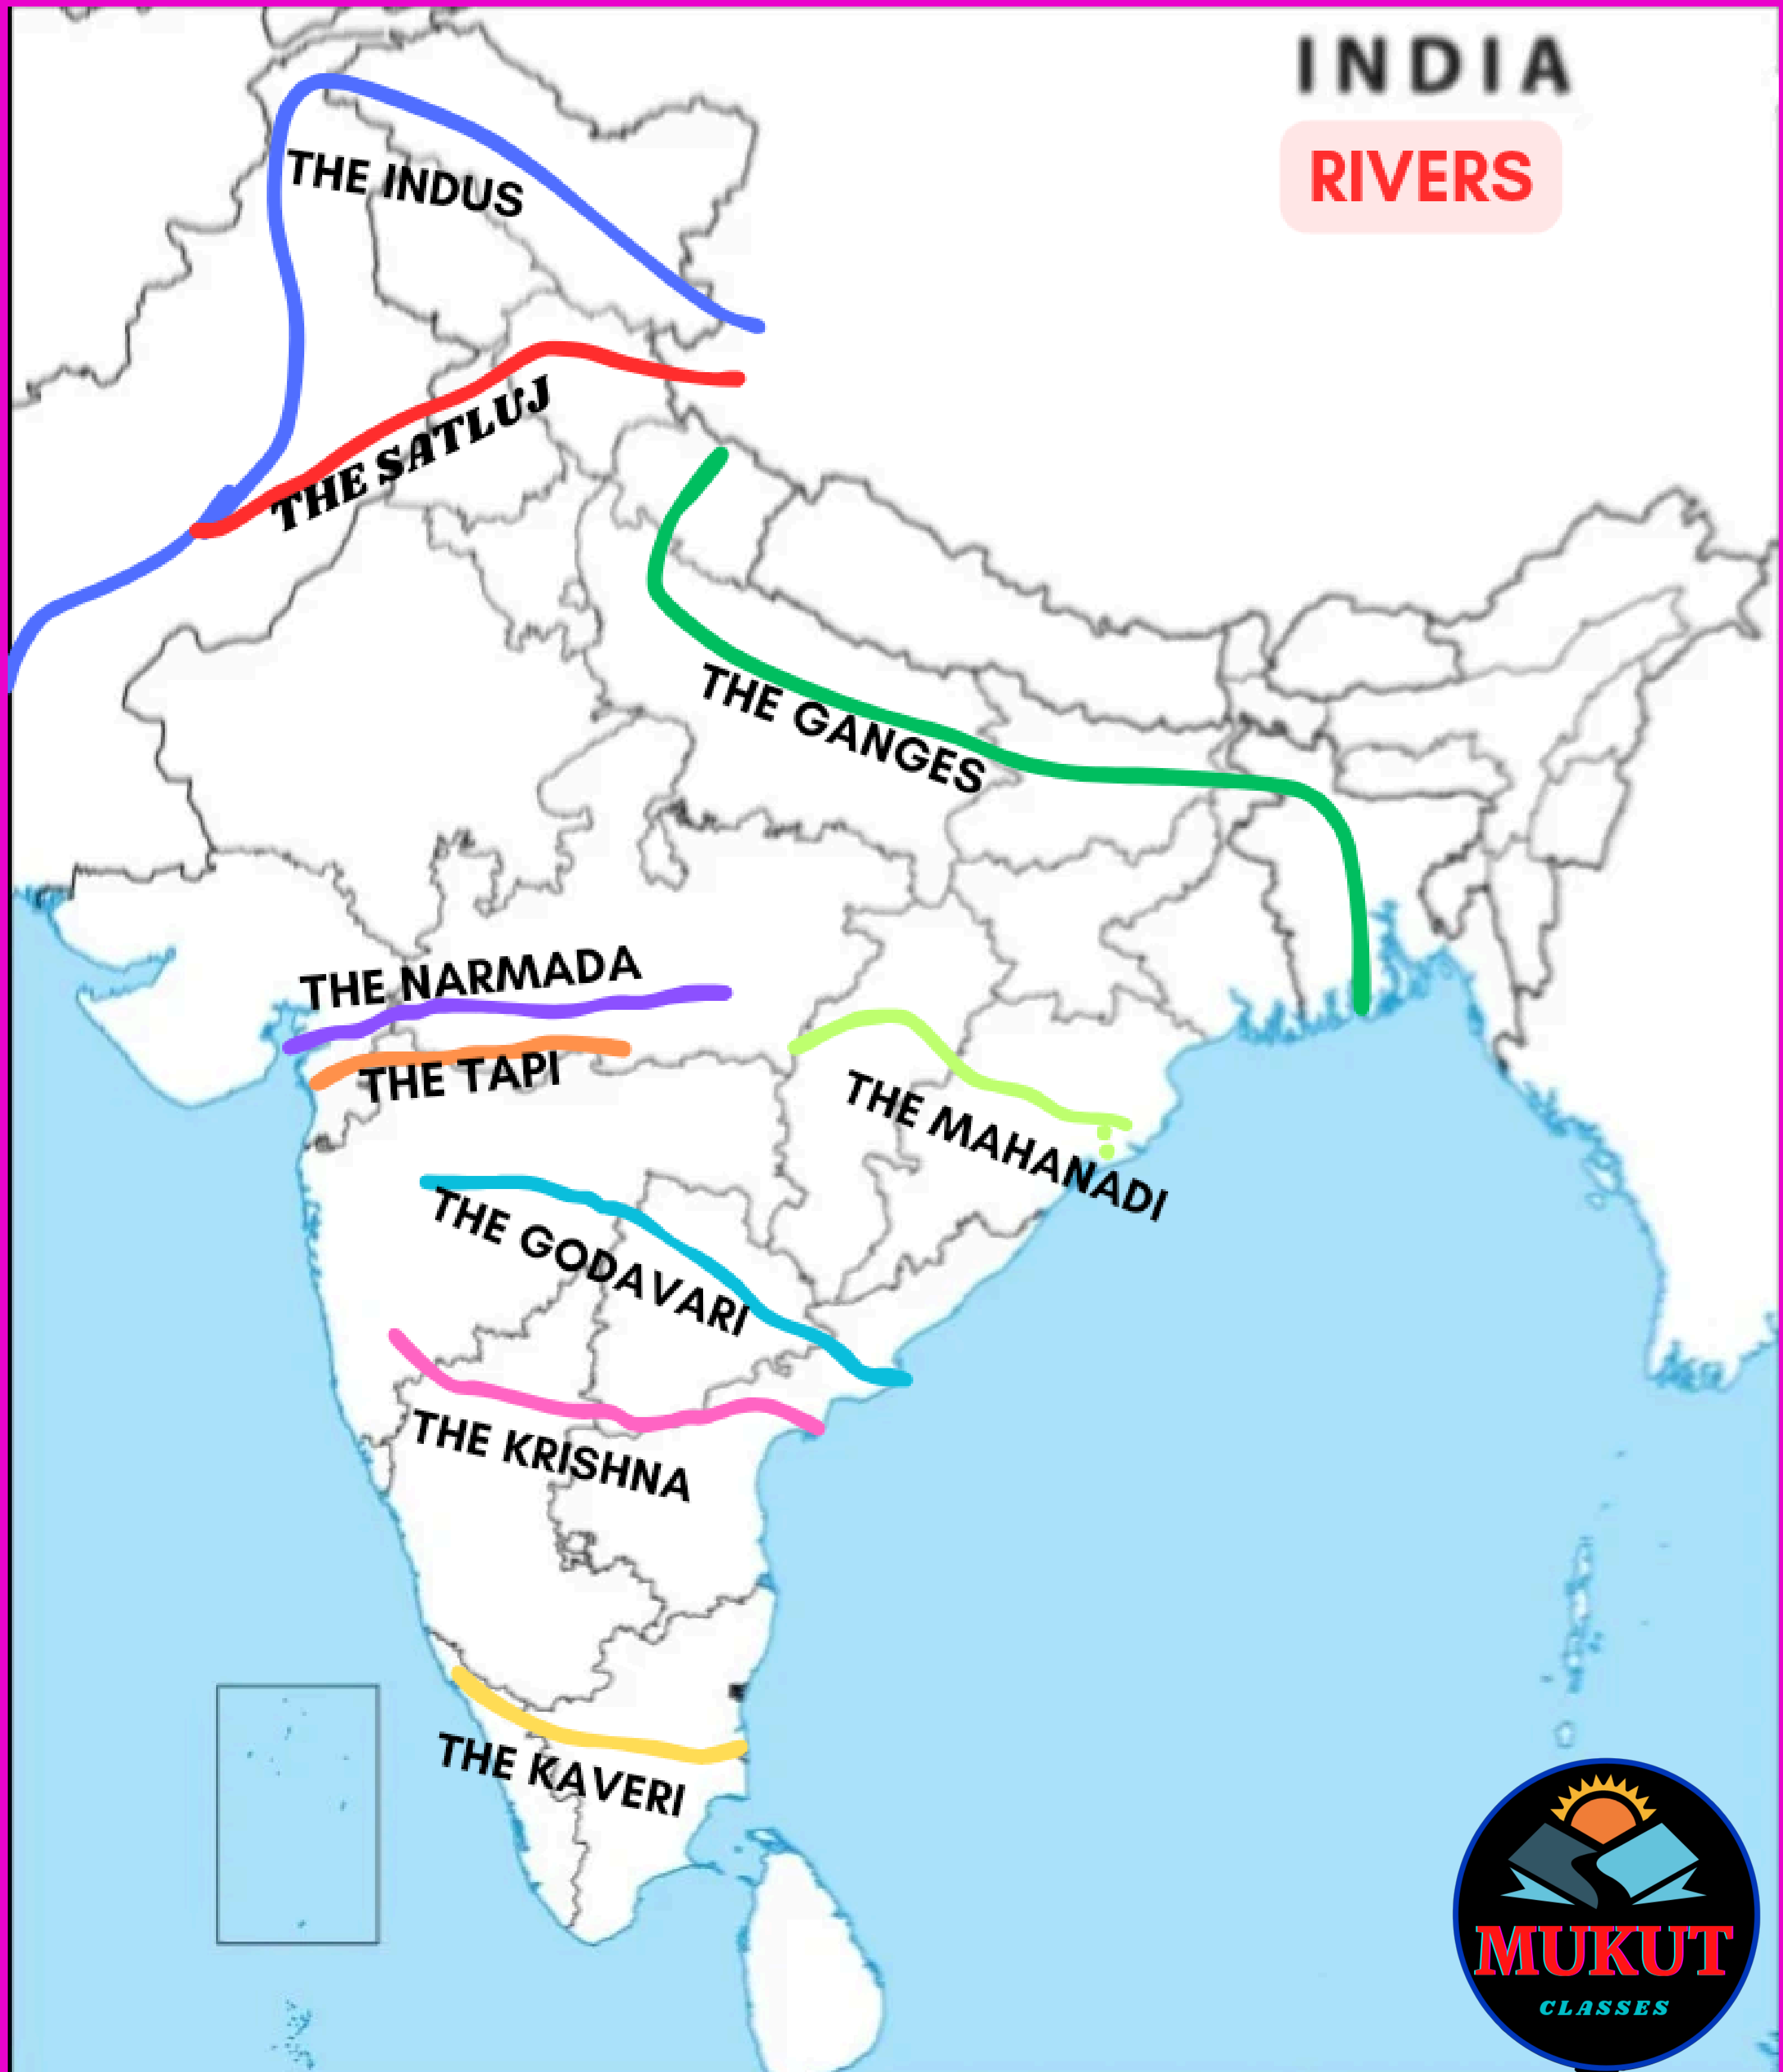 INDIA
RIVERS
THE INDUS
THE SATLUJ
THE GANGES
THE NARMADA
THE TAPI
THE MAHANADI
THE GODAVARI
THE KRISHNA
THE KAVERI
MUKUT
CLASSES